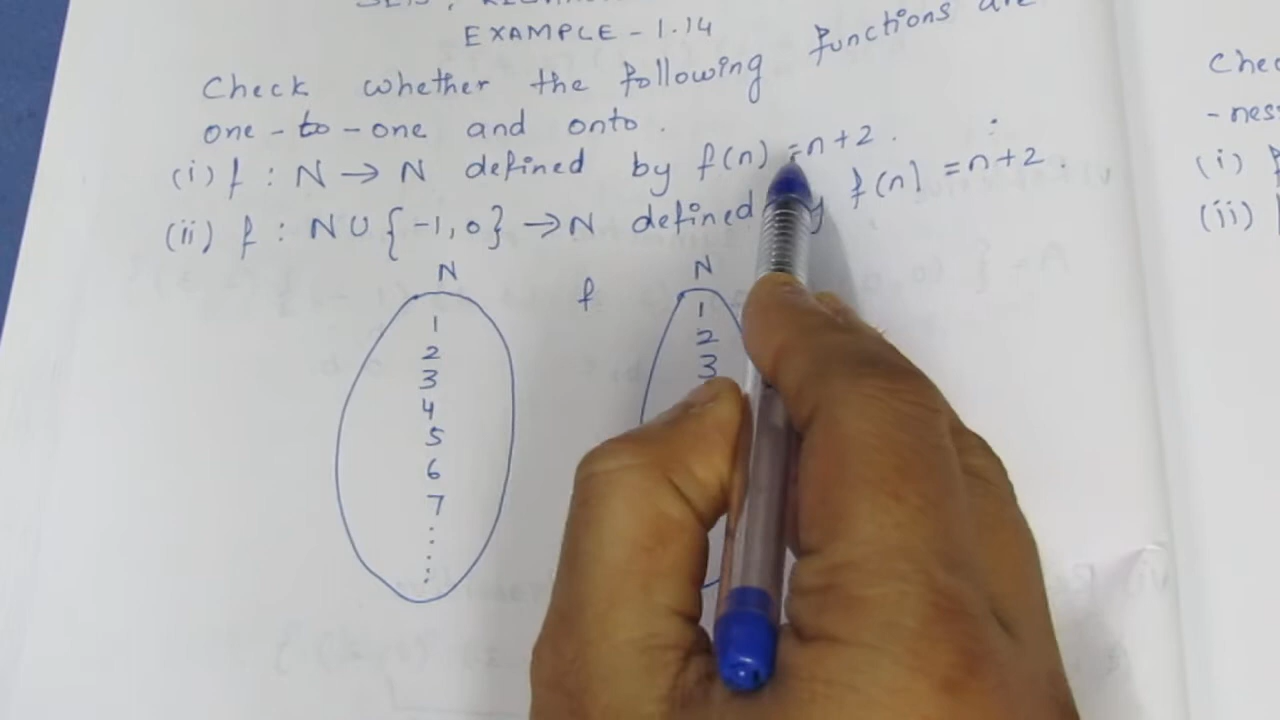 EXAMPLE - 1.14
Check whether the following functions are
one-to-one and onto.
(i) f : N → N defined by f(n) = n+2.
(ii) f : N ∪ {-1, 0} → N defined by f(n) = n+2.
N f N
1 1
2 2
3 3
4
5
6
7
Chec
-nes
(i)
(ii)